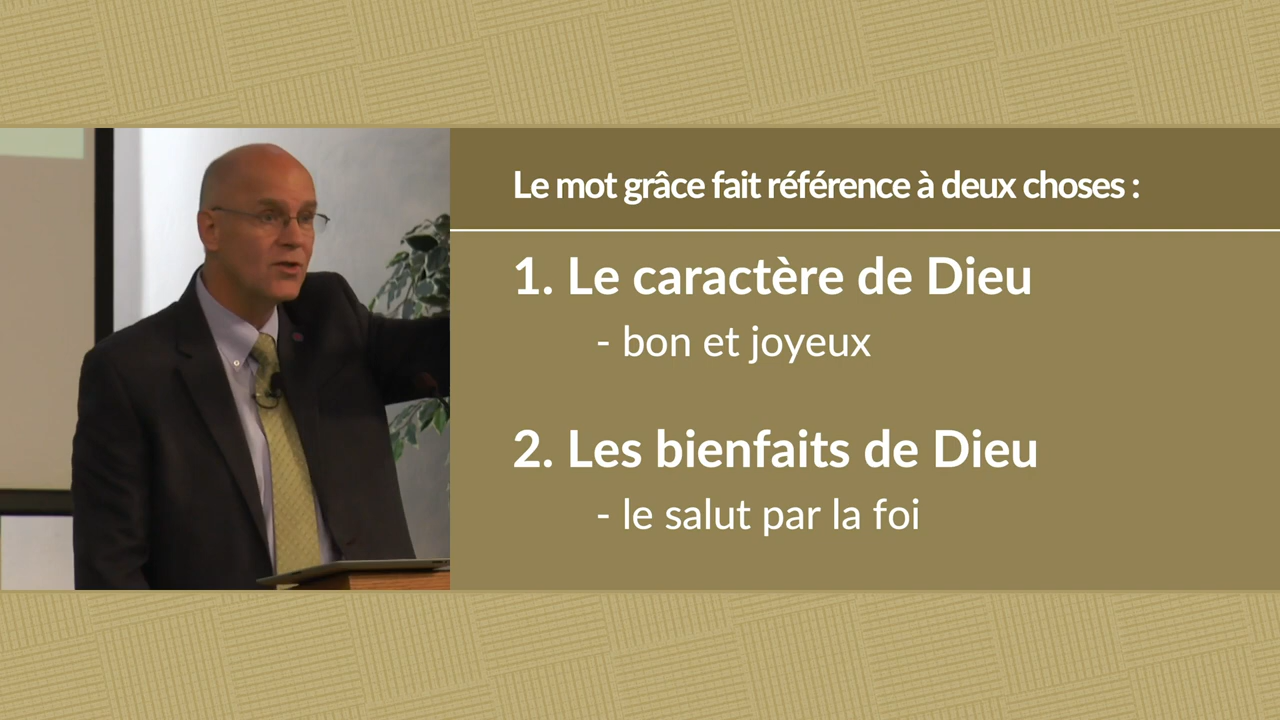 Le mot grâce fait référence à deux choses :
1. Le caractère de Dieu
- bon et joyeux
2. Les bienfaits de Dieu
- le salut par la foi